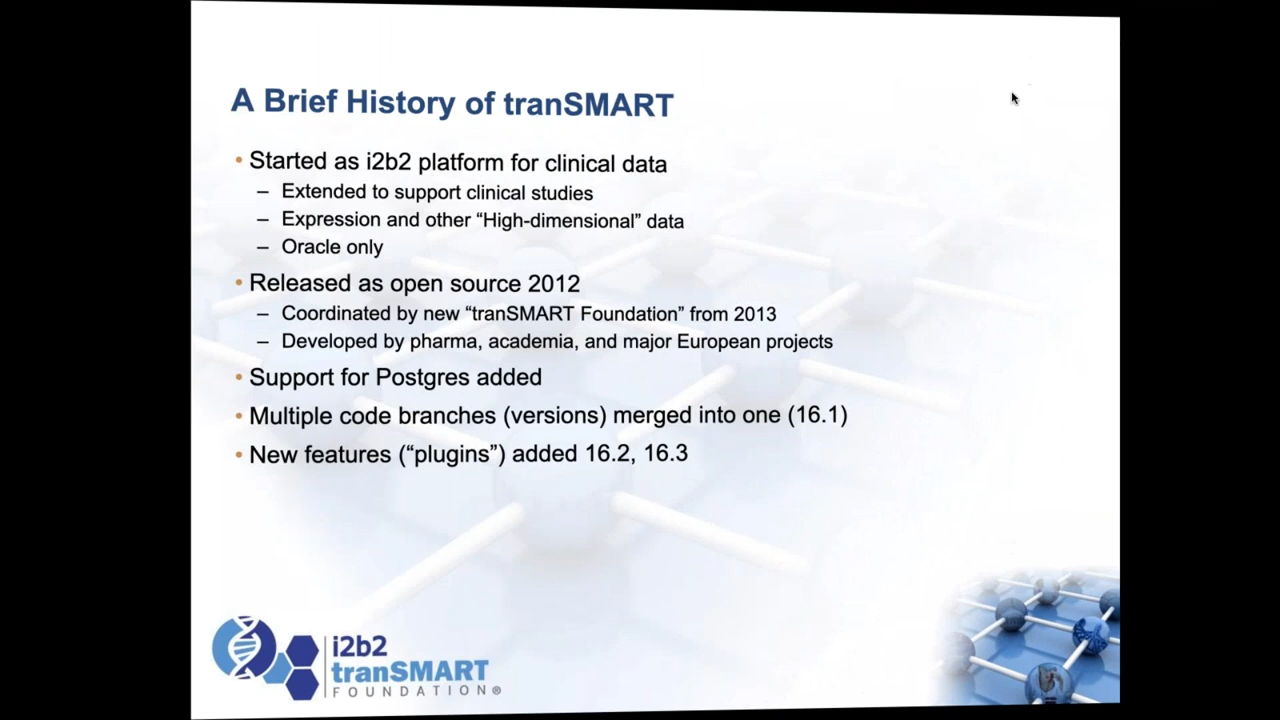 A Brief History of tranSMART
• Started as i2b2 platform for clinical data
– Extended to support clinical studies
– Expression and other “High-dimensional” data
– Oracle only
• Released as open source 2012
– Coordinated by new “tranSMART Foundation” from 2013
– Developed by pharma, academia, and major European projects
• Support for Postgres added
• Multiple code branches (versions) merged into one (16.1)
• New features (“plugins”) added 16.2, 16.3
i2b2
tranSMART
FOUNDATION®